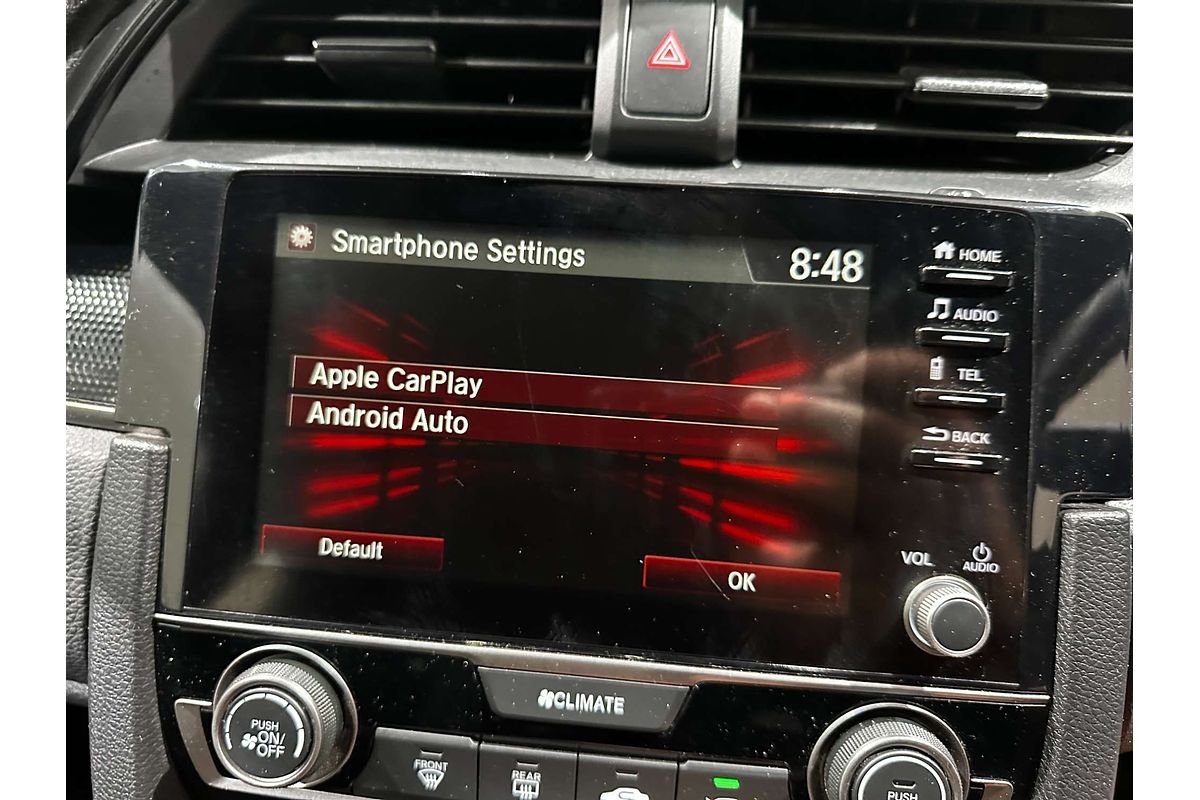 Smartphone Settings
8:48
HOME
AUDIO
TEL
BACK
Apple CarPlay
Android Auto
Default
OK
VOL
AUDIO
CLIMATE
PUSH
ON/
OFF
FRONT
REAR
PUSH